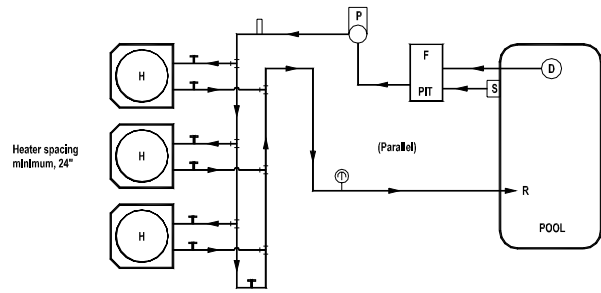 P
F
PIT
D
S
H
H
H
Heater spacing
minimum, 24"
(Parallel)
T
R
POOL